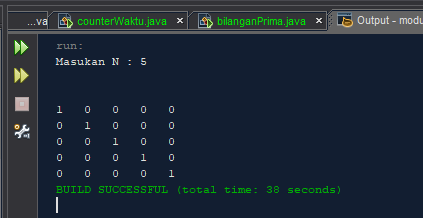 ...va counterWaktu.java bilanganPrima.java Output - modu
run:
Masukan N : 5
1 0 0 0 0
0 1 0 0 0
0 0 1 0 0
0 0 0 1 0
0 0 0 0 1
BUILD SUCCESSFUL (total time: 38 seconds)